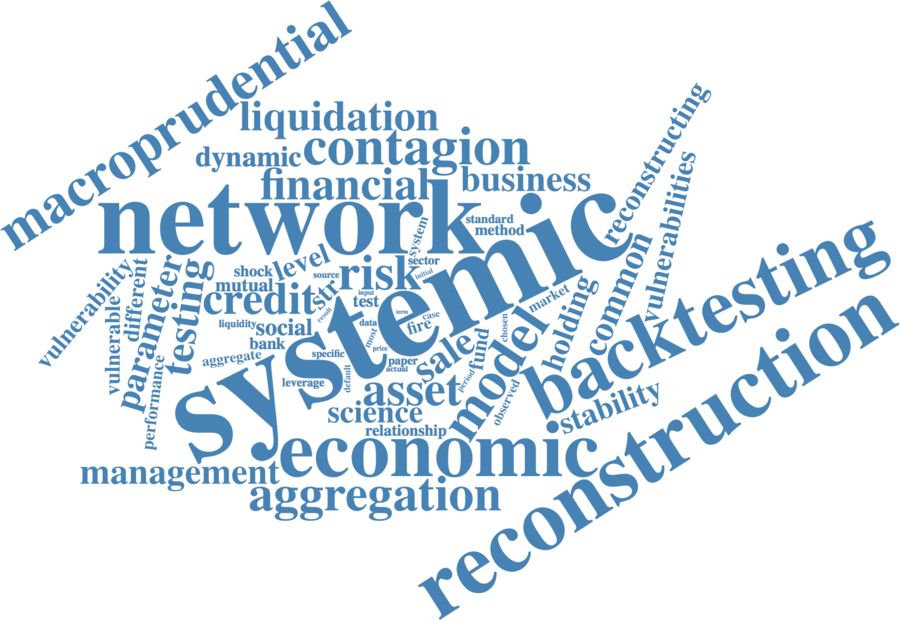 macroprudential
liquidation
dynamic
contagion
financial
business
network
standard
method
system
sector
initial
systemic
reconstructing
vulnerabilities
common
holding
backtesting
reconstruction
vulnerability
vulnerable
different
parameter
testing
performance
shock
level
mutual
source
risk
credit
str
input
test
term
result
liquidity
social
bank
data
most
case
fire
price
market
chosen
aggregate
specific
paper
actual
sale
fund
model
period
observed
leverage
default
asset
science
relationship
stability
economic
management
aggregation